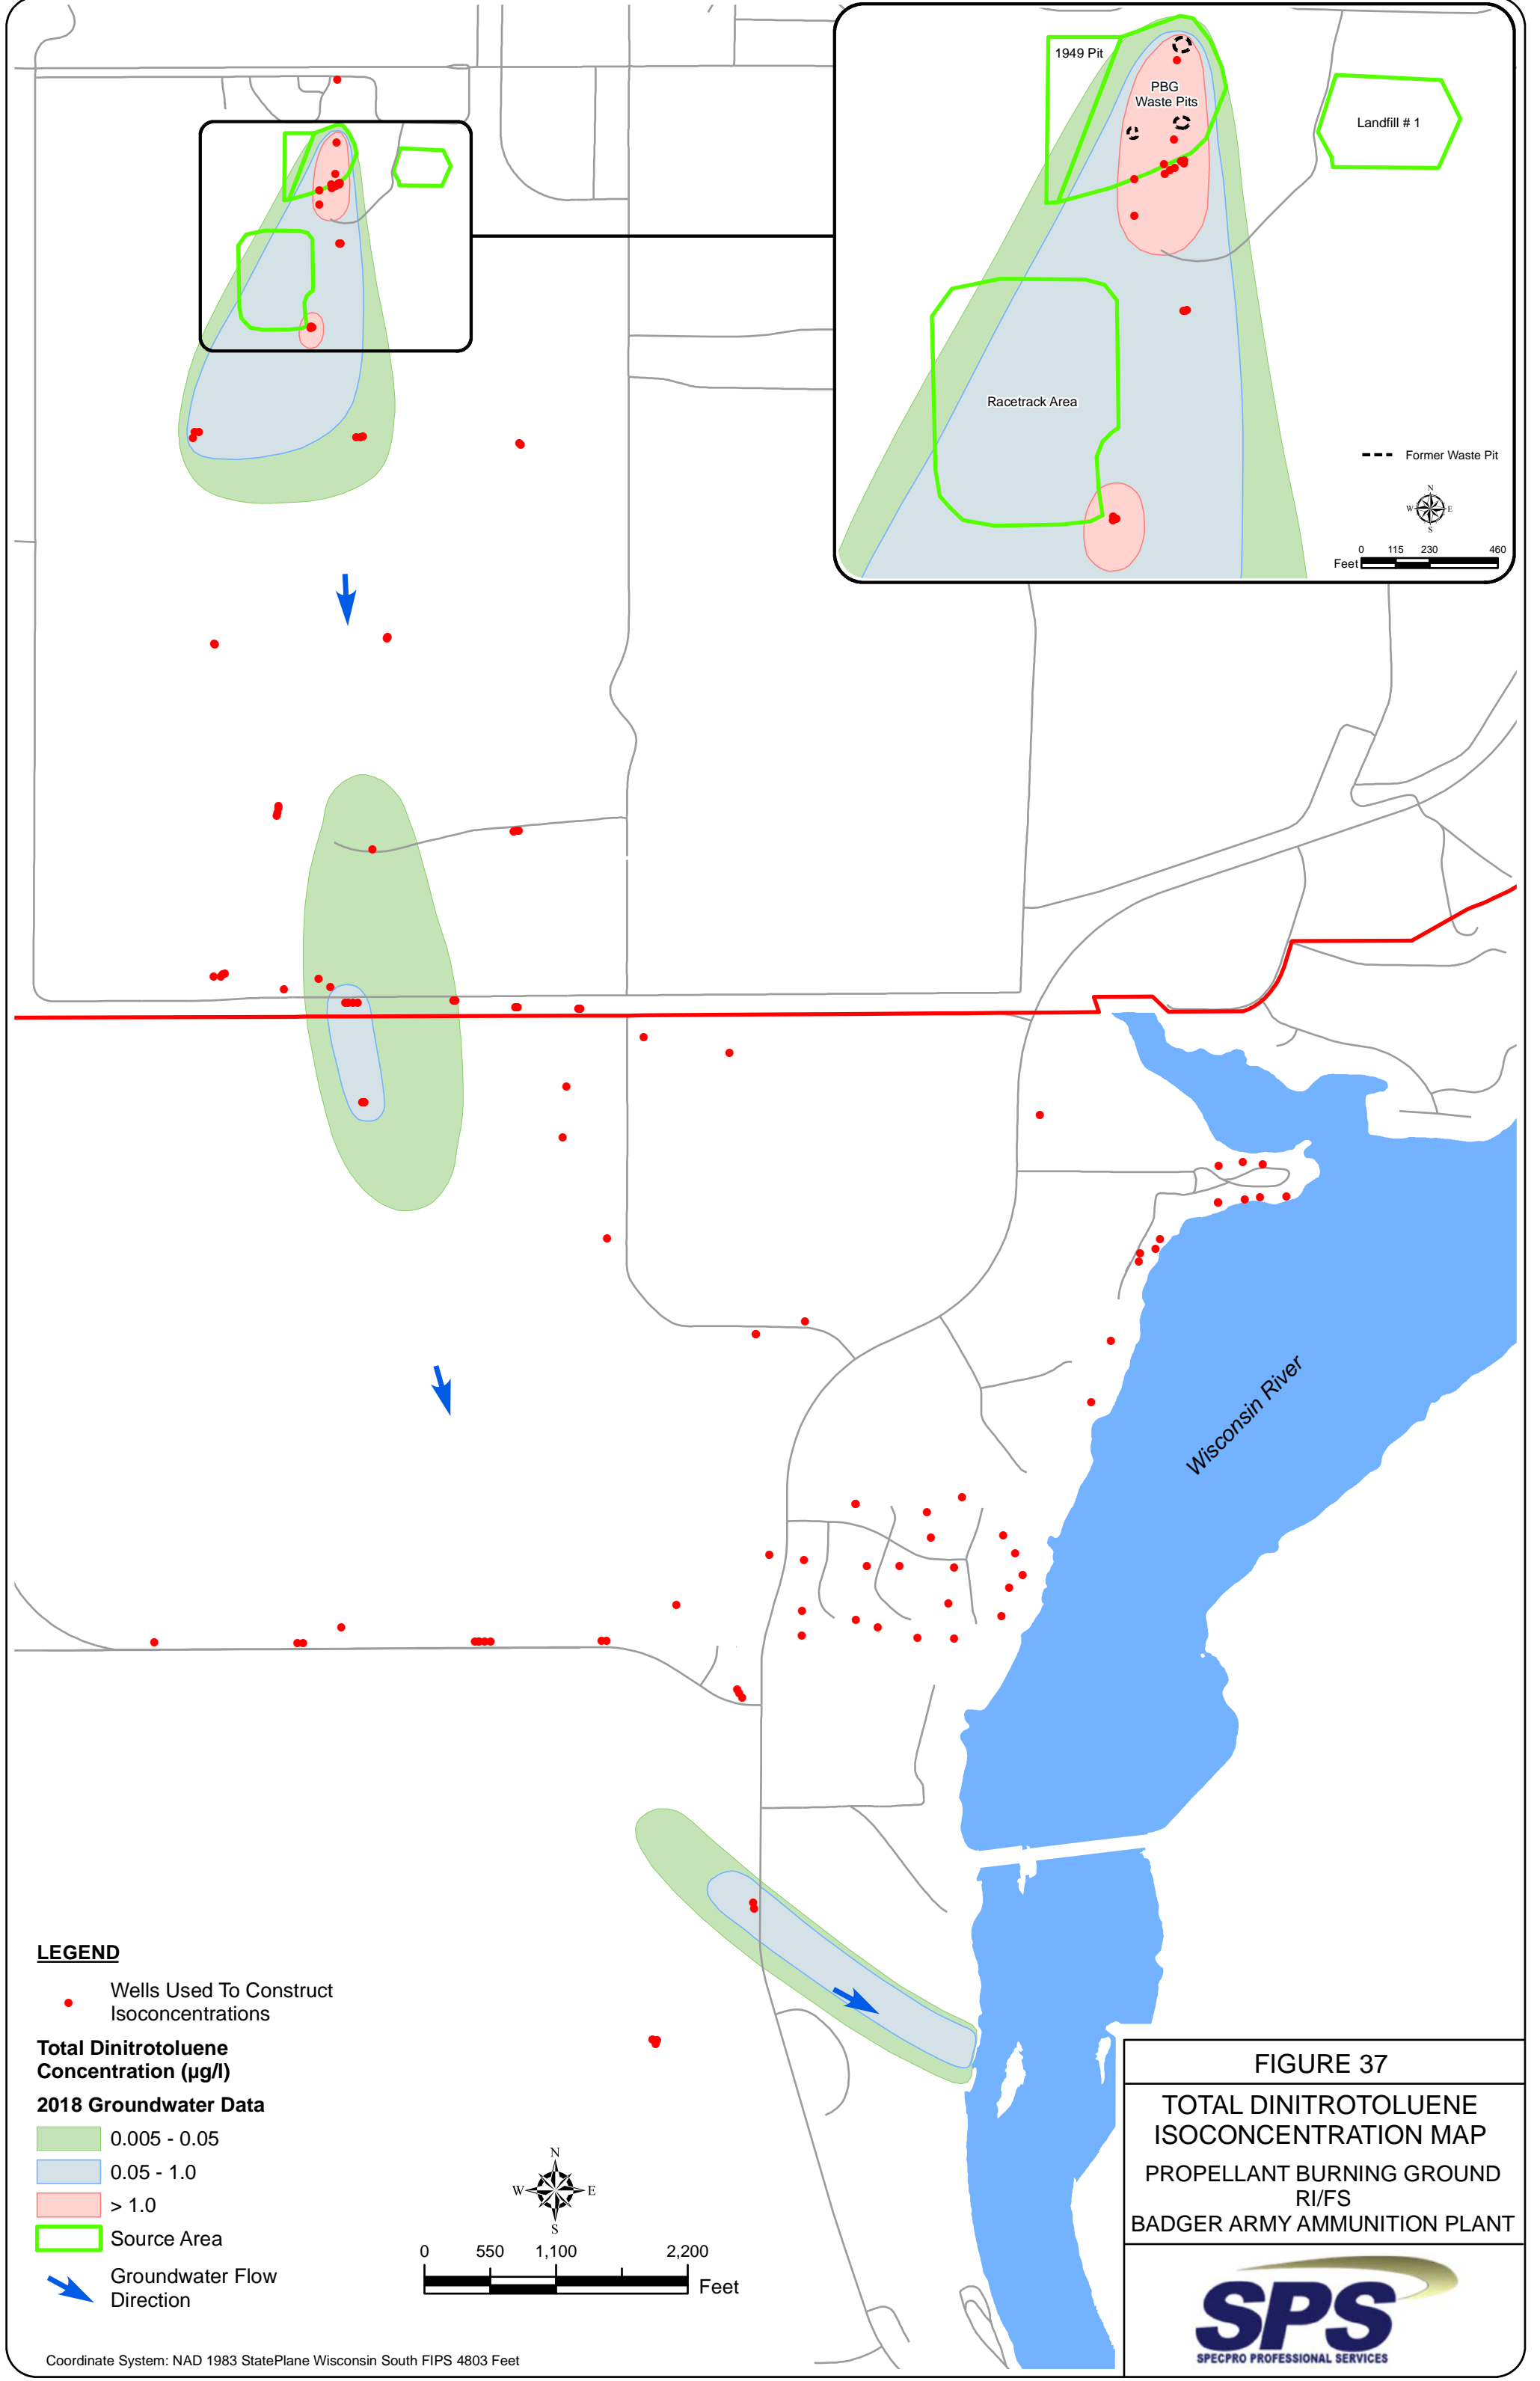 1949 Pit
PBG
Waste Pits
Landfill # 1
Racetrack Area
Former Waste Pit
N
W E
S
0 115 230 460
Feet
Wisconsin River
LEGEND
Wells Used To Construct
Isoconcentrations
Total Dinitrotoluene
Concentration (µg/l)
2018 Groundwater Data
0.005 - 0.05
0.05 - 1.0
> 1.0
Source Area
Groundwater Flow
Direction
N
W E
S
0 550 1,100 2,200
Feet
Coordinate System: NAD 1983 StatePlane Wisconsin South FIPS 4803 Feet
FIGURE 37
TOTAL DINITROTOLUENE
ISOCONCENTRATION MAP
PROPELLANT BURNING GROUND
RI/FS
BADGER ARMY AMMUNITION PLANT
SPS
SPECPRO PROFESSIONAL SERVICES